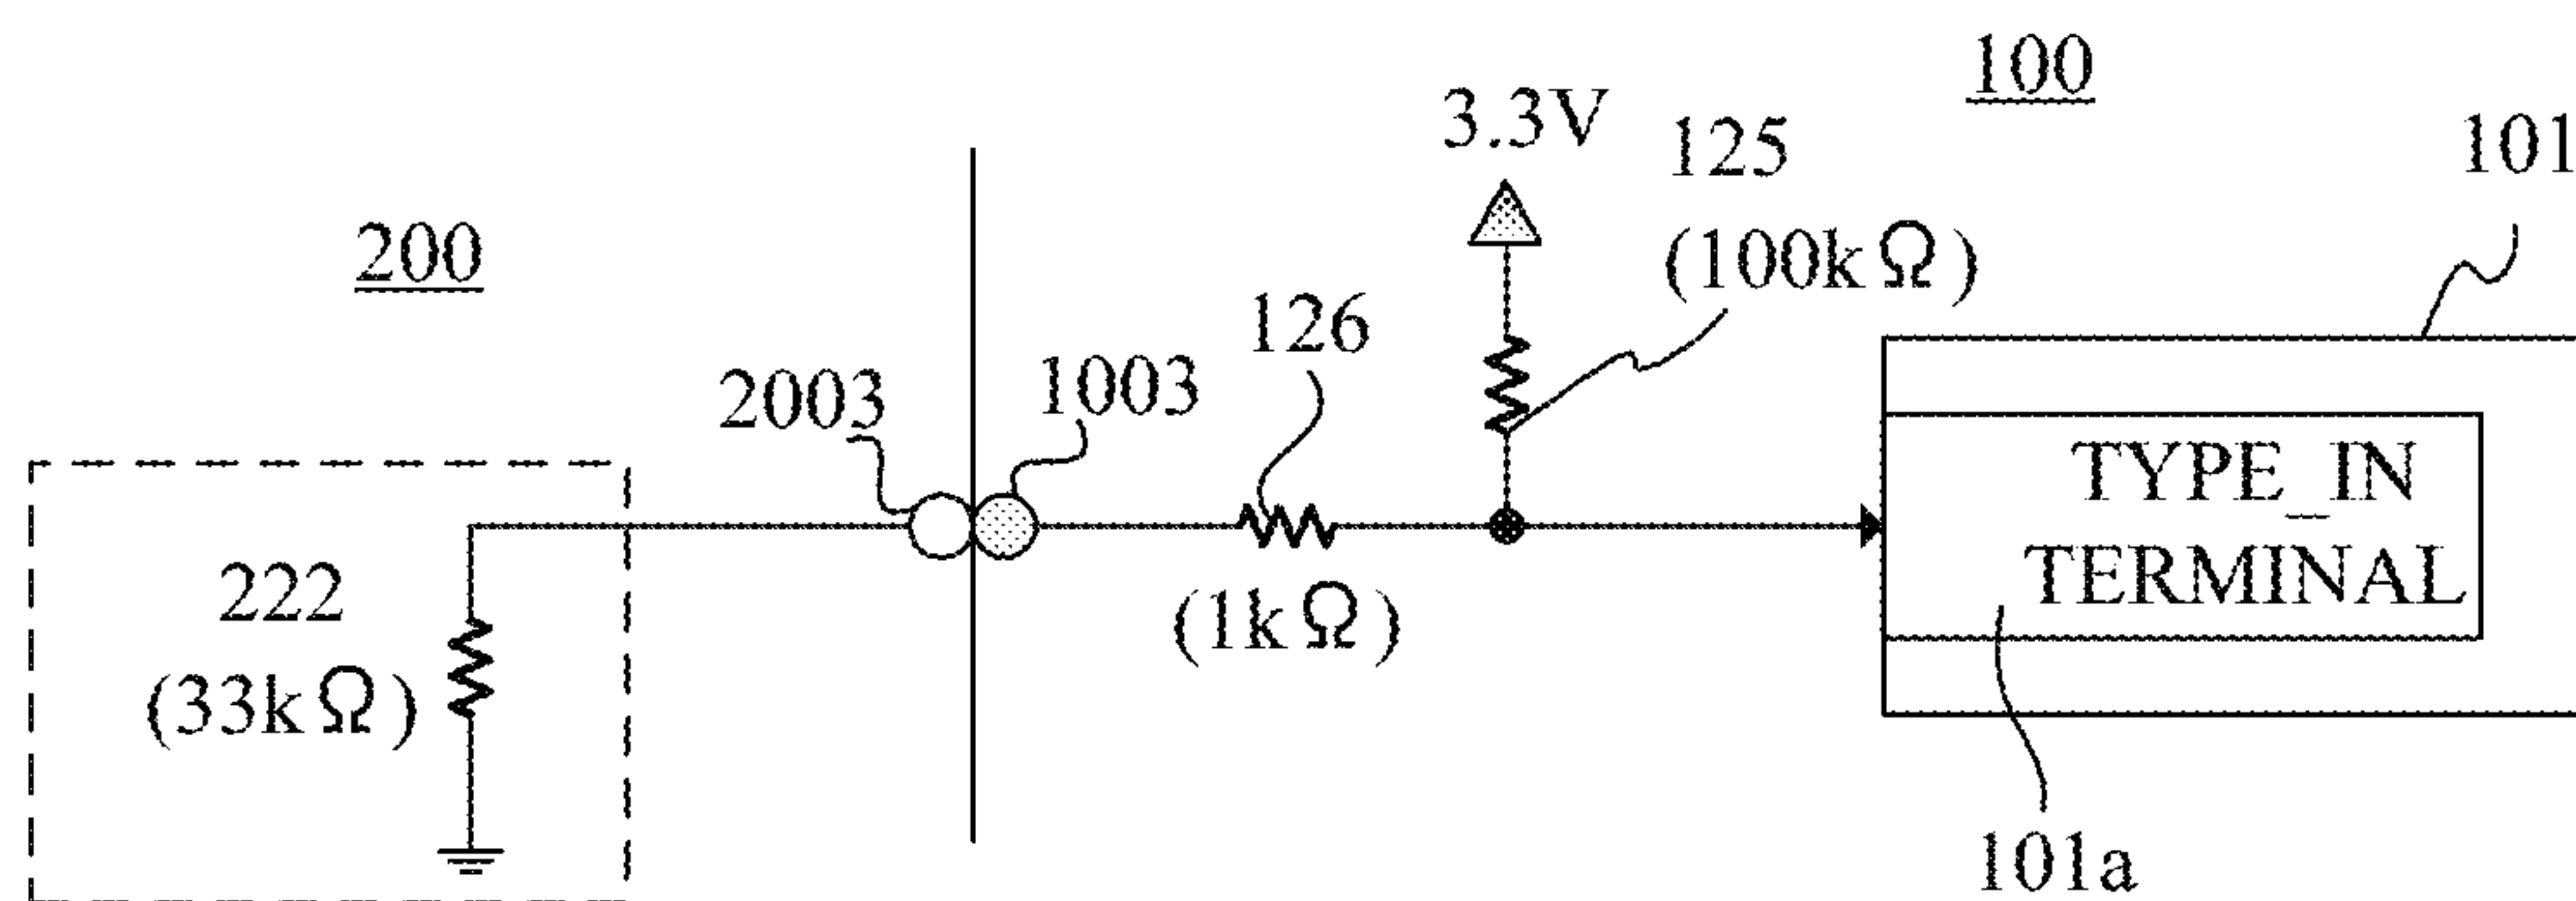 100
3.3V
125
(100kΩ)
101
200
126
2003
1003
TYPE_IN
TERMINAL
222
(33kΩ)
(1kΩ)
101a